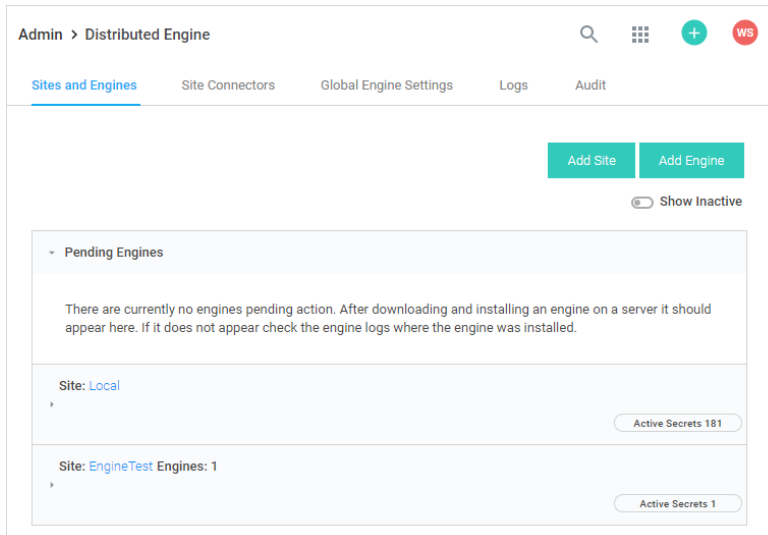 Admin > Distributed Engine
WS
Sites and Engines Site Connectors Global Engine Settings Logs Audit
Add Site Add Engine
Show Inactive
Pending Engines
There are currently no engines pending action. After downloading and installing an engine on a server it should
appear here. If it does not appear check the engine logs where the engine was installed.
Site: Local
Active Secrets 181
Site: EngineTest Engines: 1
Active Secrets 1